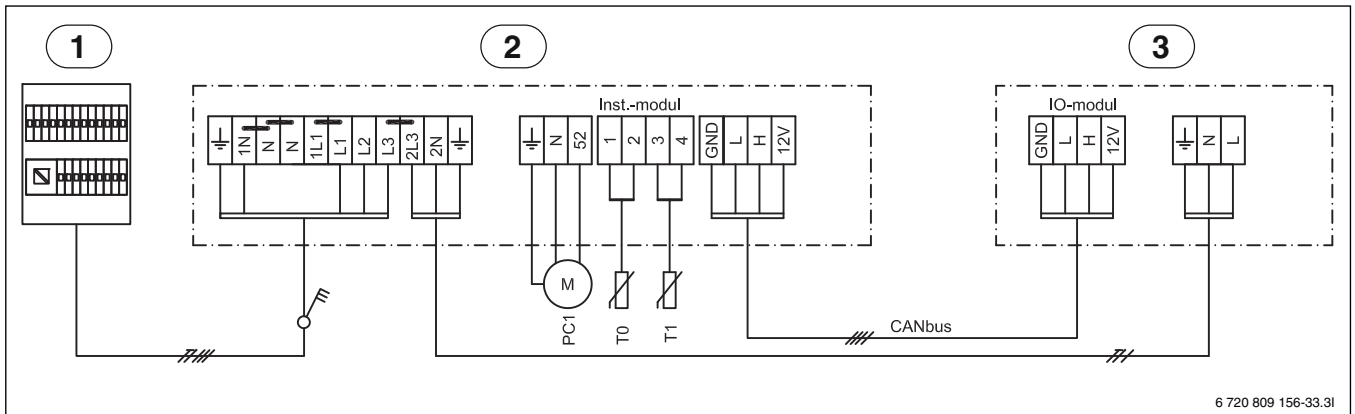 1
2
3
Inst.-modul
IO-modul
1N
N
N
1L1
L1
L2
L3
2L3
2N
N
52
1
2
3
4
GND
L
H
12V
GND
L
H
12V
N
L
M
PC1
T0
T1
CANbus
6 720 809 156-33.3I